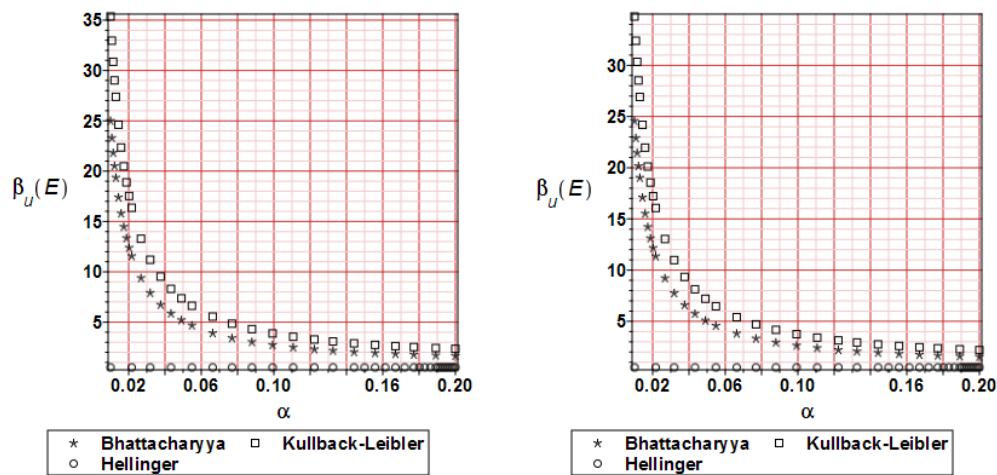 35
30
25
20
15
10
5
β_u(E)
0.02 0.06 0.10 0.16 0.20
α
Bhattacharyya Kullback-Leibler
Hellinger
30
25
20
15
10
5
β_u(E)
0.02 0.06 0.10 0.16 0.20
α
Bhattacharyya Kullback-Leibler
Hellinger